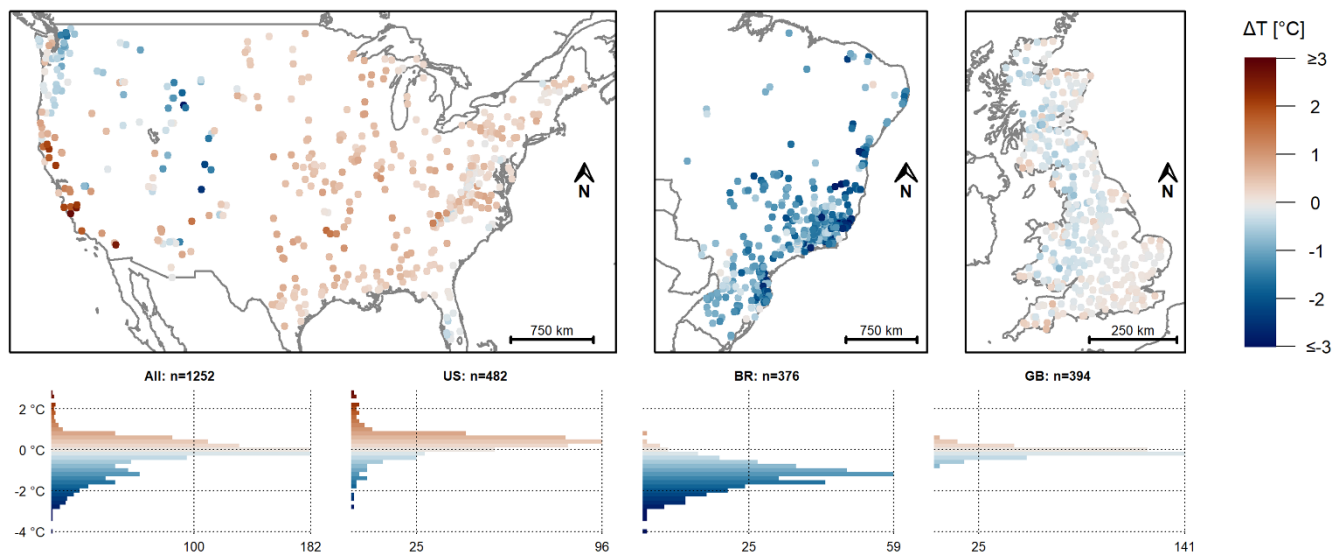 N
750 km
N
750 km
N
250 km
ΔT [°C]
≥3
2
1
0
-1
-2
≤-3
All: n=1252
US: n=482
BR: n=376
GB: n=394
2 °C
0 °C
-2 °C
-4 °C
100
182
25
96
25
59
25
141